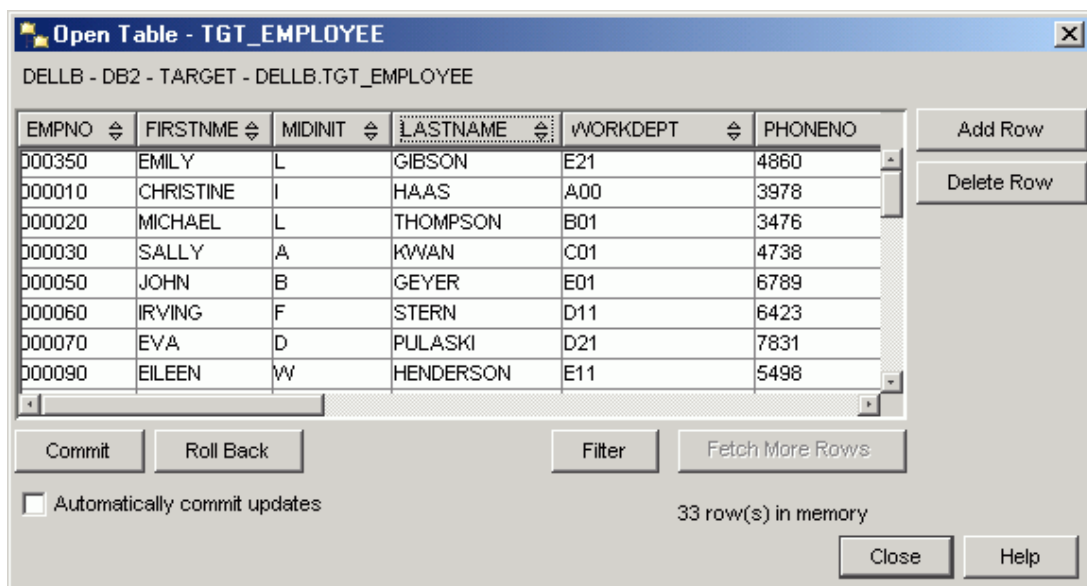 Open Table - TGT_EMPLOYEE
DELLB - DB2 - TARGET - DELLB.TGT_EMPLOYEE
EMPNO FIRSTNME MIDINIT LASTNAME WORKDEPT PHONENO
000350 EMILY L GIBSON E21 4860
000010 CHRISTINE I HAAS A00 3978
000020 MICHAEL L THOMPSON B01 3476
000030 SALLY A KWAN C01 4738
000050 JOHN B GEYER E01 6789
000060 IRVING F STERN D11 6423
000070 EVA D PULASKI D21 7831
000090 EILEEN W HENDERSON E11 5498
Add Row
Delete Row
Commit Roll Back Filter Fetch More Rows
Automatically commit updates
33 row(s) in memory
Close Help